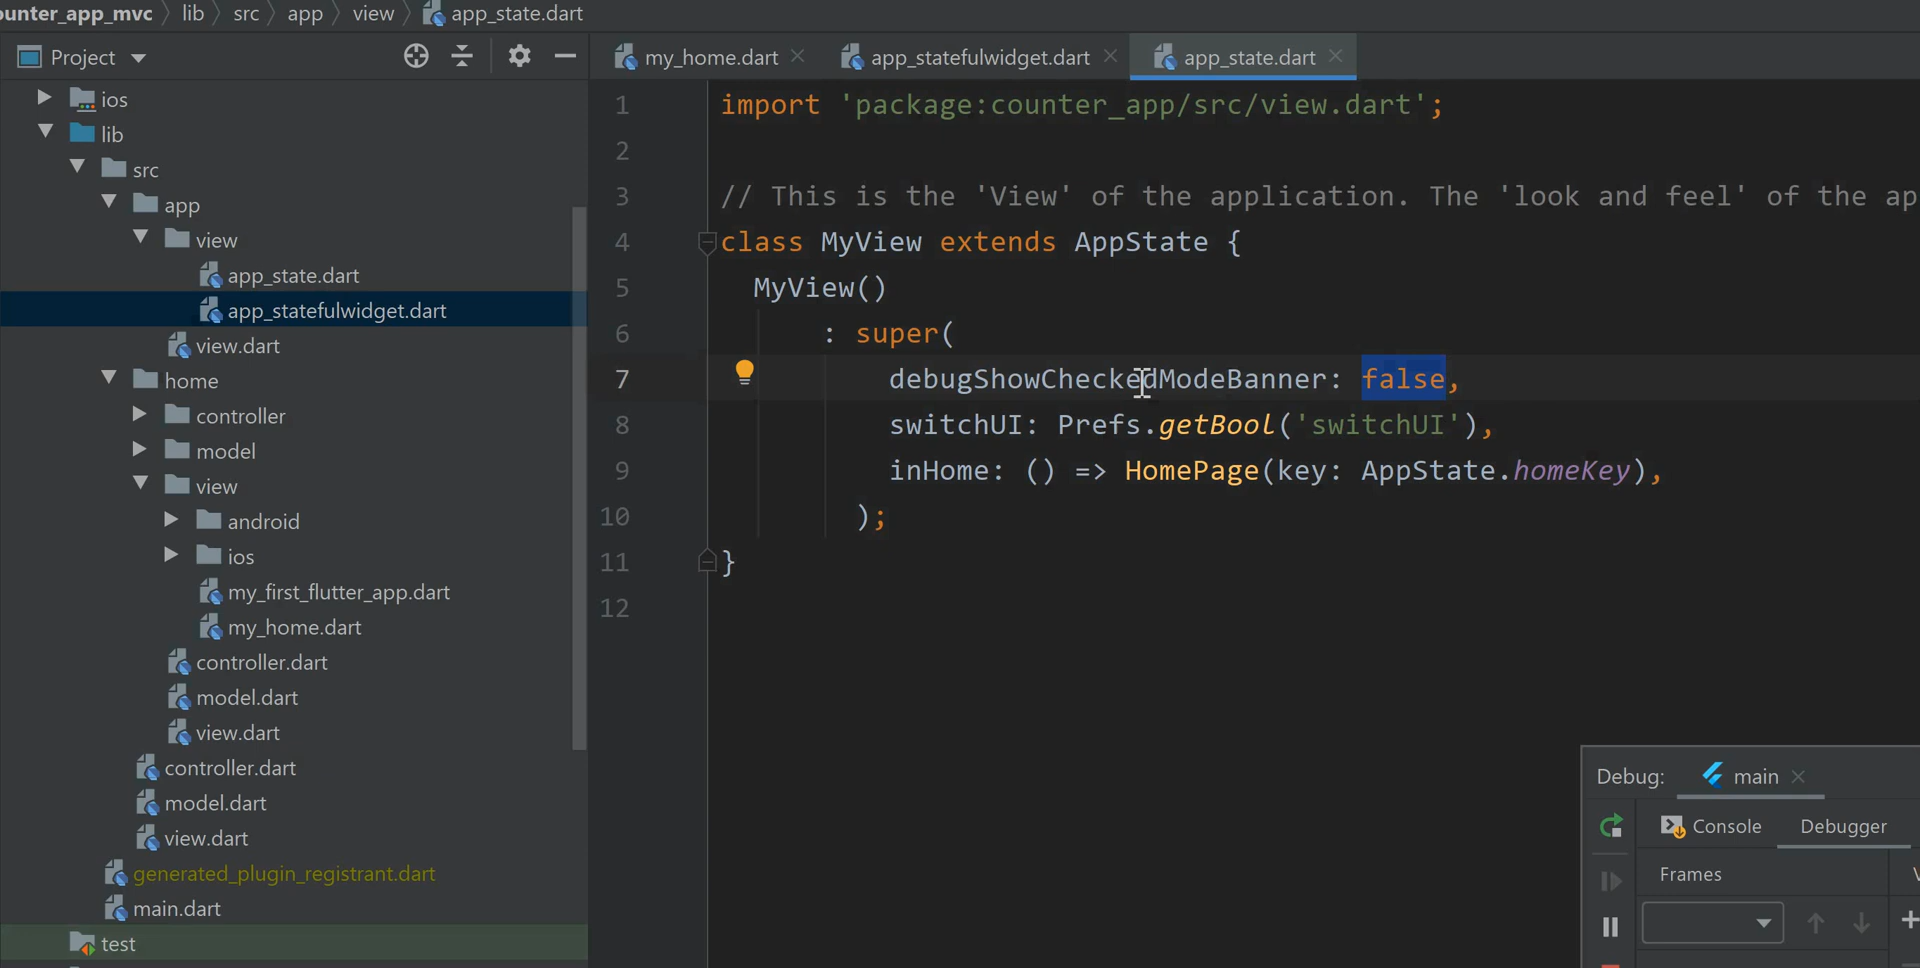 ounter_app_mvc lib src app view app_state.dart
Project
my_home.dart app_statefulwidget.dart app_state.dart
ios
lib
src
app
view
app_state.dart
app_statefulwidget.dart
view.dart
home
controller
model
view
android
ios
my_first_flutter_app.dart
my_home.dart
controller.dart
model.dart
view.dart
controller.dart
model.dart
view.dart
generated_plugin_registrant.dart
main.dart
test
1 import 'package:counter_app/src/view.dart';
2
3 // This is the 'View' of the application. The 'look and feel' of the ap
4 class MyView extends AppState {
5 MyView()
6 : super(
7 debugShowCheckedModeBanner: false,
8 switchUI: Prefs.getBool('switchUI'),
9 inHome: () => HomePage(key: AppState.homeKey),
10 );
11 }
12
Debug: main
Console Debugger
Frames